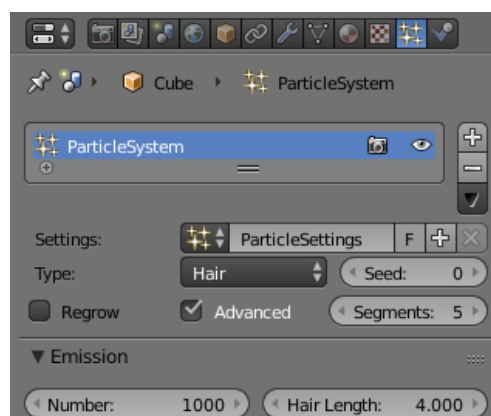 Cube ParticleSystem
ParticleSystem
Settings: ParticleSettings F
Type: Hair Seed: 0
Regrow Advanced Segments: 5
Emission
Number: 1000 Hair Length: 4.000